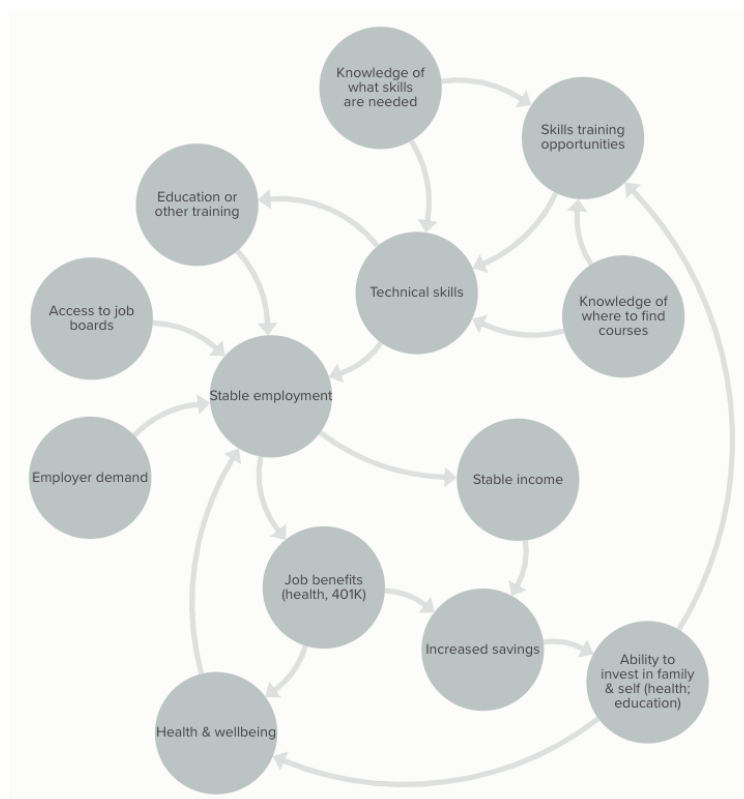 Knowledge of
what skills
are needed
Skills training
opportunities
Education or
other training
Technical skills
Knowledge of
where to find
courses
Access to job
boards
Stable employment
Employer demand
Stable income
Job benefits
(health, 401K)
Increased savings
Ability to
invest in family
& self (health;
education)
Health & wellbeing